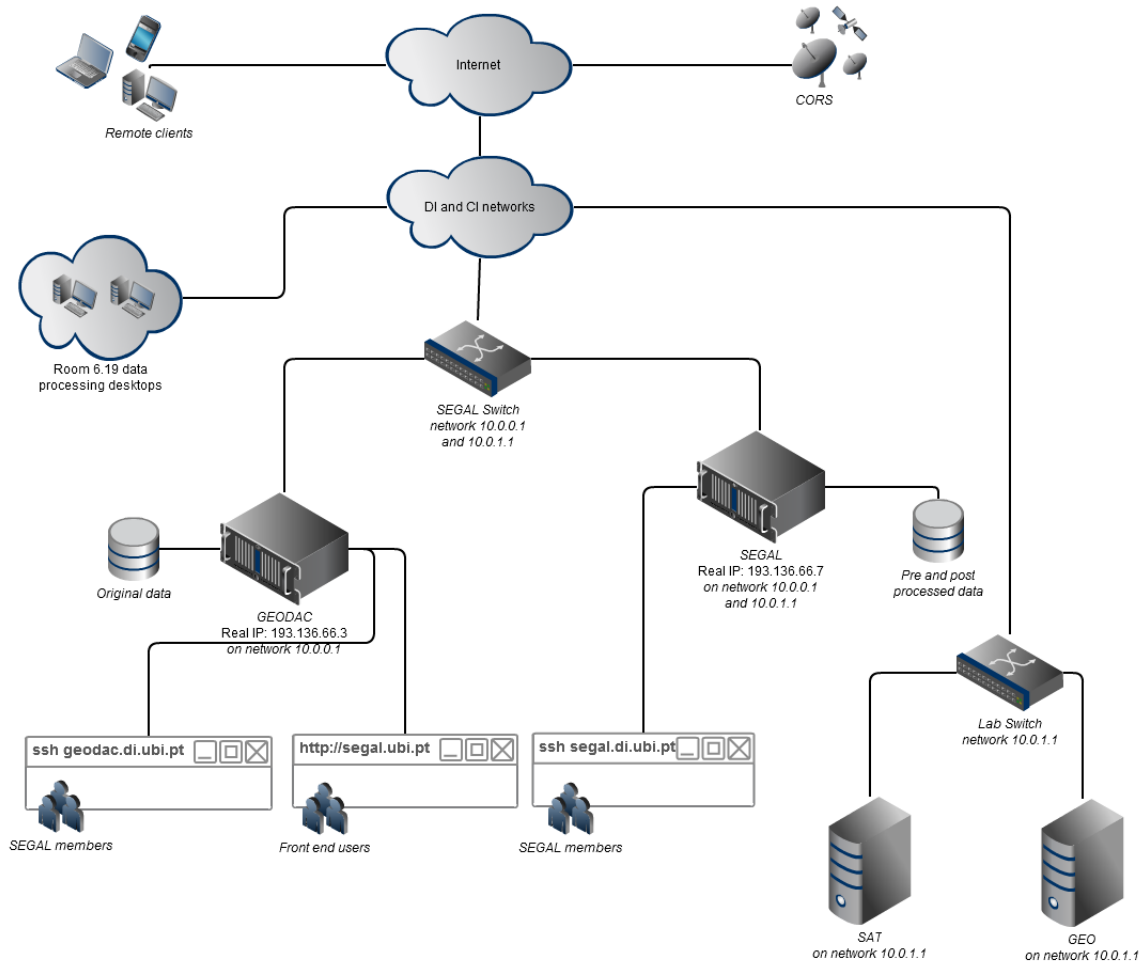 Internet
CORS
Remote clients
DI and CI networks
Room 6.19 data
processing desktops
SEGAL Switch
network 10.0.0.1
and 10.0.1.1
SEGAL
Real IP: 193.136.66.7
on network 10.0.0.1
and 10.0.1.1
Pre and post
processed data
Original data
GEODAC
Real IP: 193.136.66.3
on network 10.0.0.1
Lab Switch
network 10.0.1.1
ssh geodac.di.ubi.pt
http://segal.ubi.pt
ssh segal.di.ubi.pt
SEGAL members
Front end users
SEGAL members
SAT
on network 10.0.1.1
GEO
on network 10.0.1.1